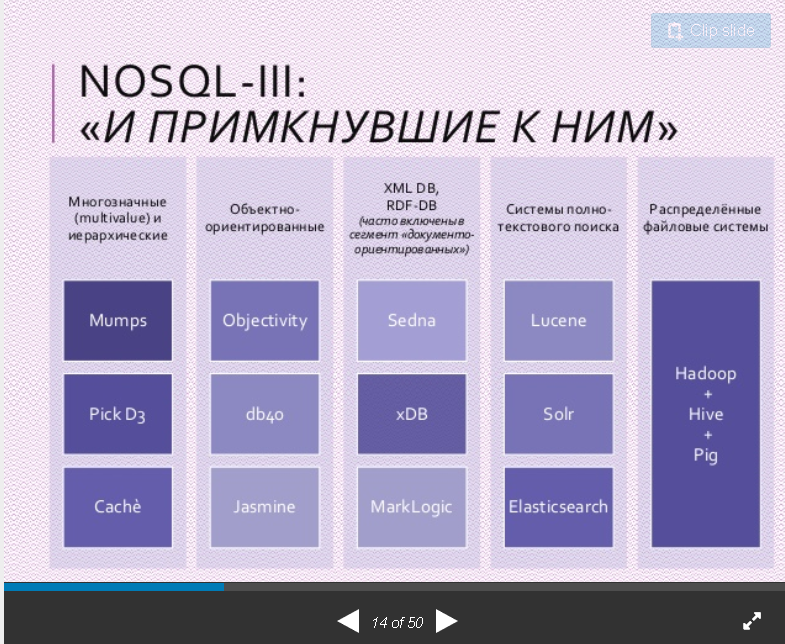 Clip slide
NOSQL-III:
«И ПРИМКНУВШИЕ К НИМ»
Многозначные
(multivalue) и
иерархические
Mumps
Pick D3
Cachè
Объектно-
ориентированные
Objectivity
db4o
Jasmine
XML DB,
RDF-DB
(часто включены в
сегмент «документо-
ориентированных»)
Sedna
xDB
MarkLogic
Системы полно-
текстового поиска
Lucene
Solr
Elasticsearch
Распределённые
файловые системы
Hadoop
+
Hive
+
Pig
14 of 50